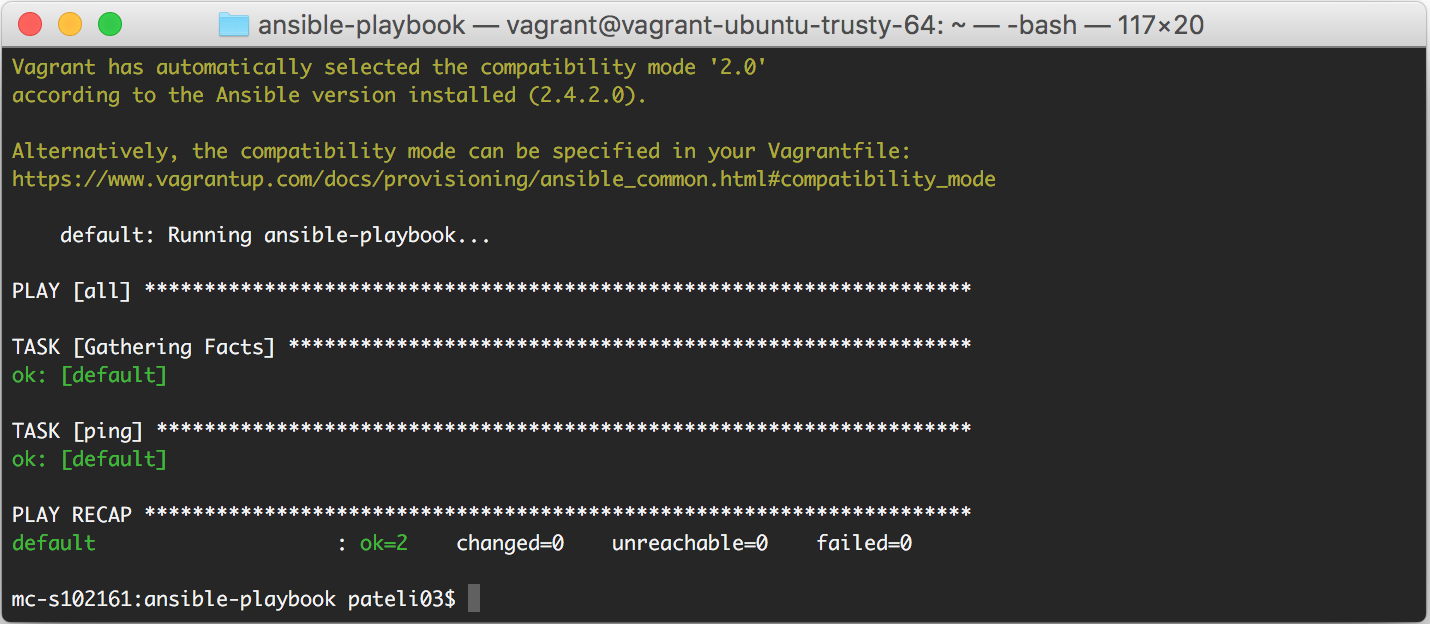 ansible-playbook — vagrant@vagrant-ubuntu-trusty-64: ~ — -bash — 117×20
Vagrant has automatically selected the compatibility mode '2.0'
according to the Ansible version installed (2.4.2.0).
Alternatively, the compatibility mode can be specified in your Vagrantfile:
https://www.vagrantup.com/docs/provisioning/ansible_common.html#compatibility_mode
default: Running ansible-playbook...
PLAY [all] *********************************************************************
TASK [Gathering Facts] *********************************************************
ok: [default]
TASK [ping] ********************************************************************
ok: [default]
PLAY RECAP *********************************************************************
default                    : ok=2    changed=0    unreachable=0    failed=0
mc-s102161:ansible-playbook pateli03$